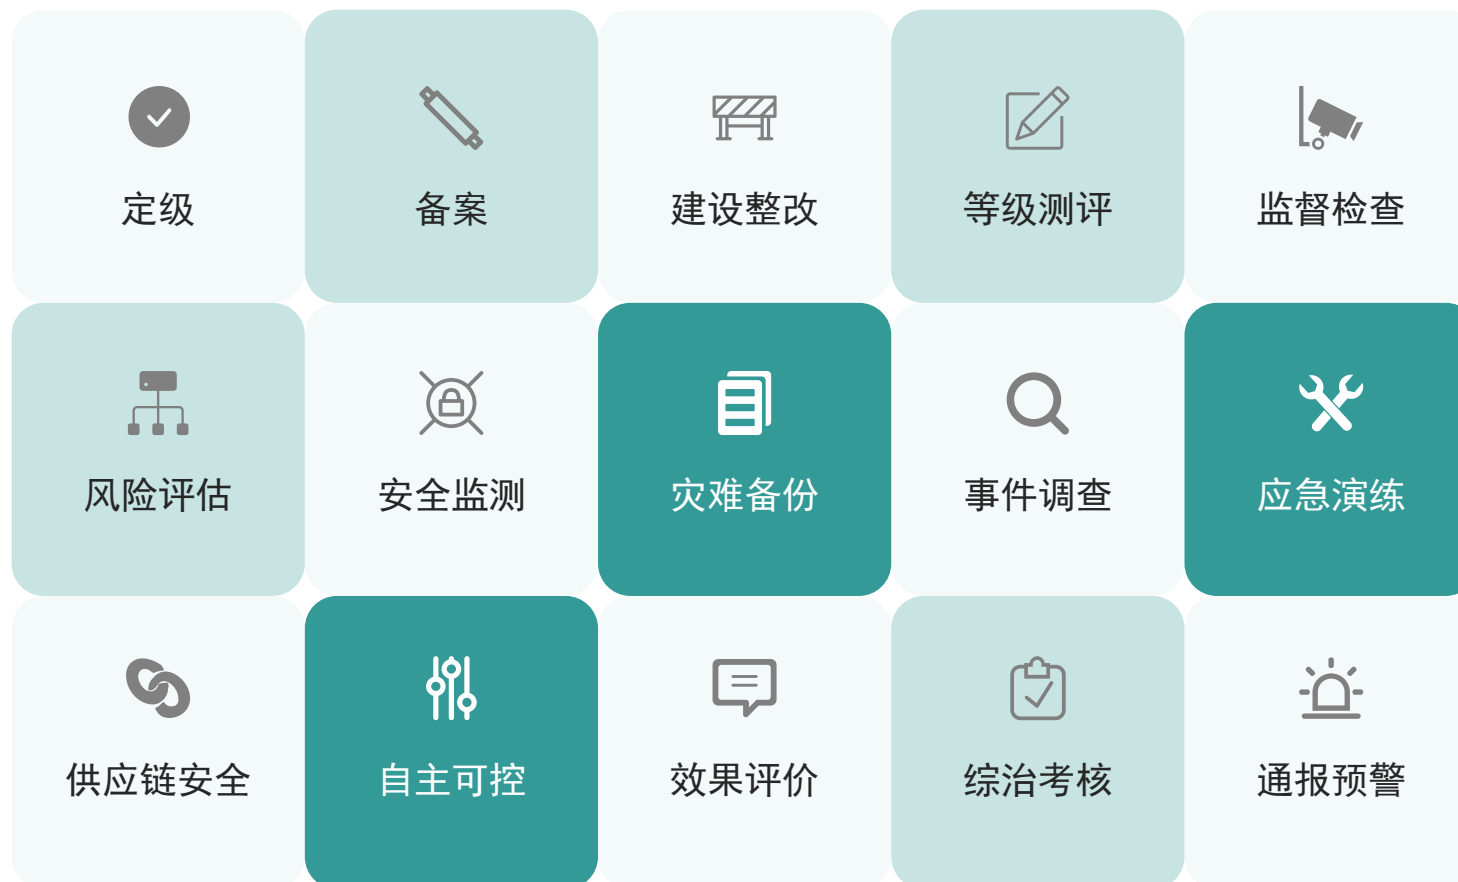 定级
备案
建设整改
等级测评
监督检查
风险评估
安全监测
灾难备份
事件调查
应急演练
供应链安全
自主可控
效果评价
综治考核
通报预警